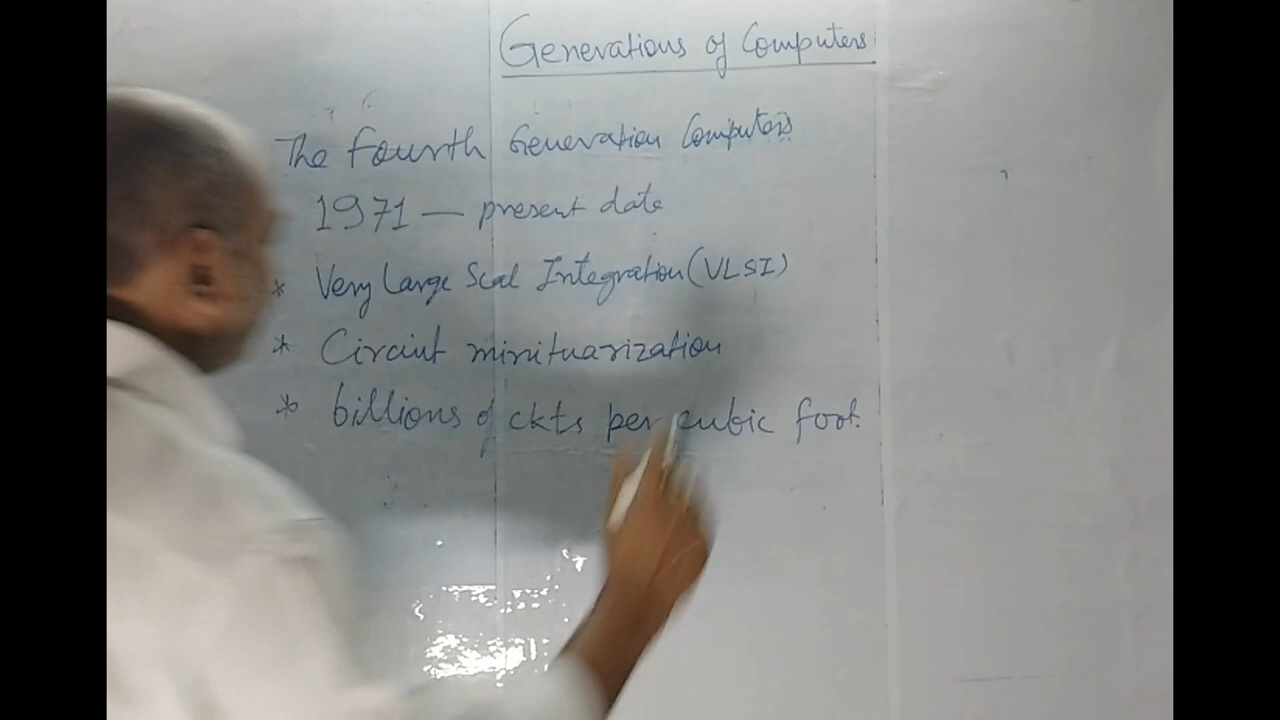 Generations of Computers
The Fourth Generation Computers
1971 — present date
* Very Large Scal Integration (VLSI)
* Circiut minituarization
* billions of ckts per cubic foot.